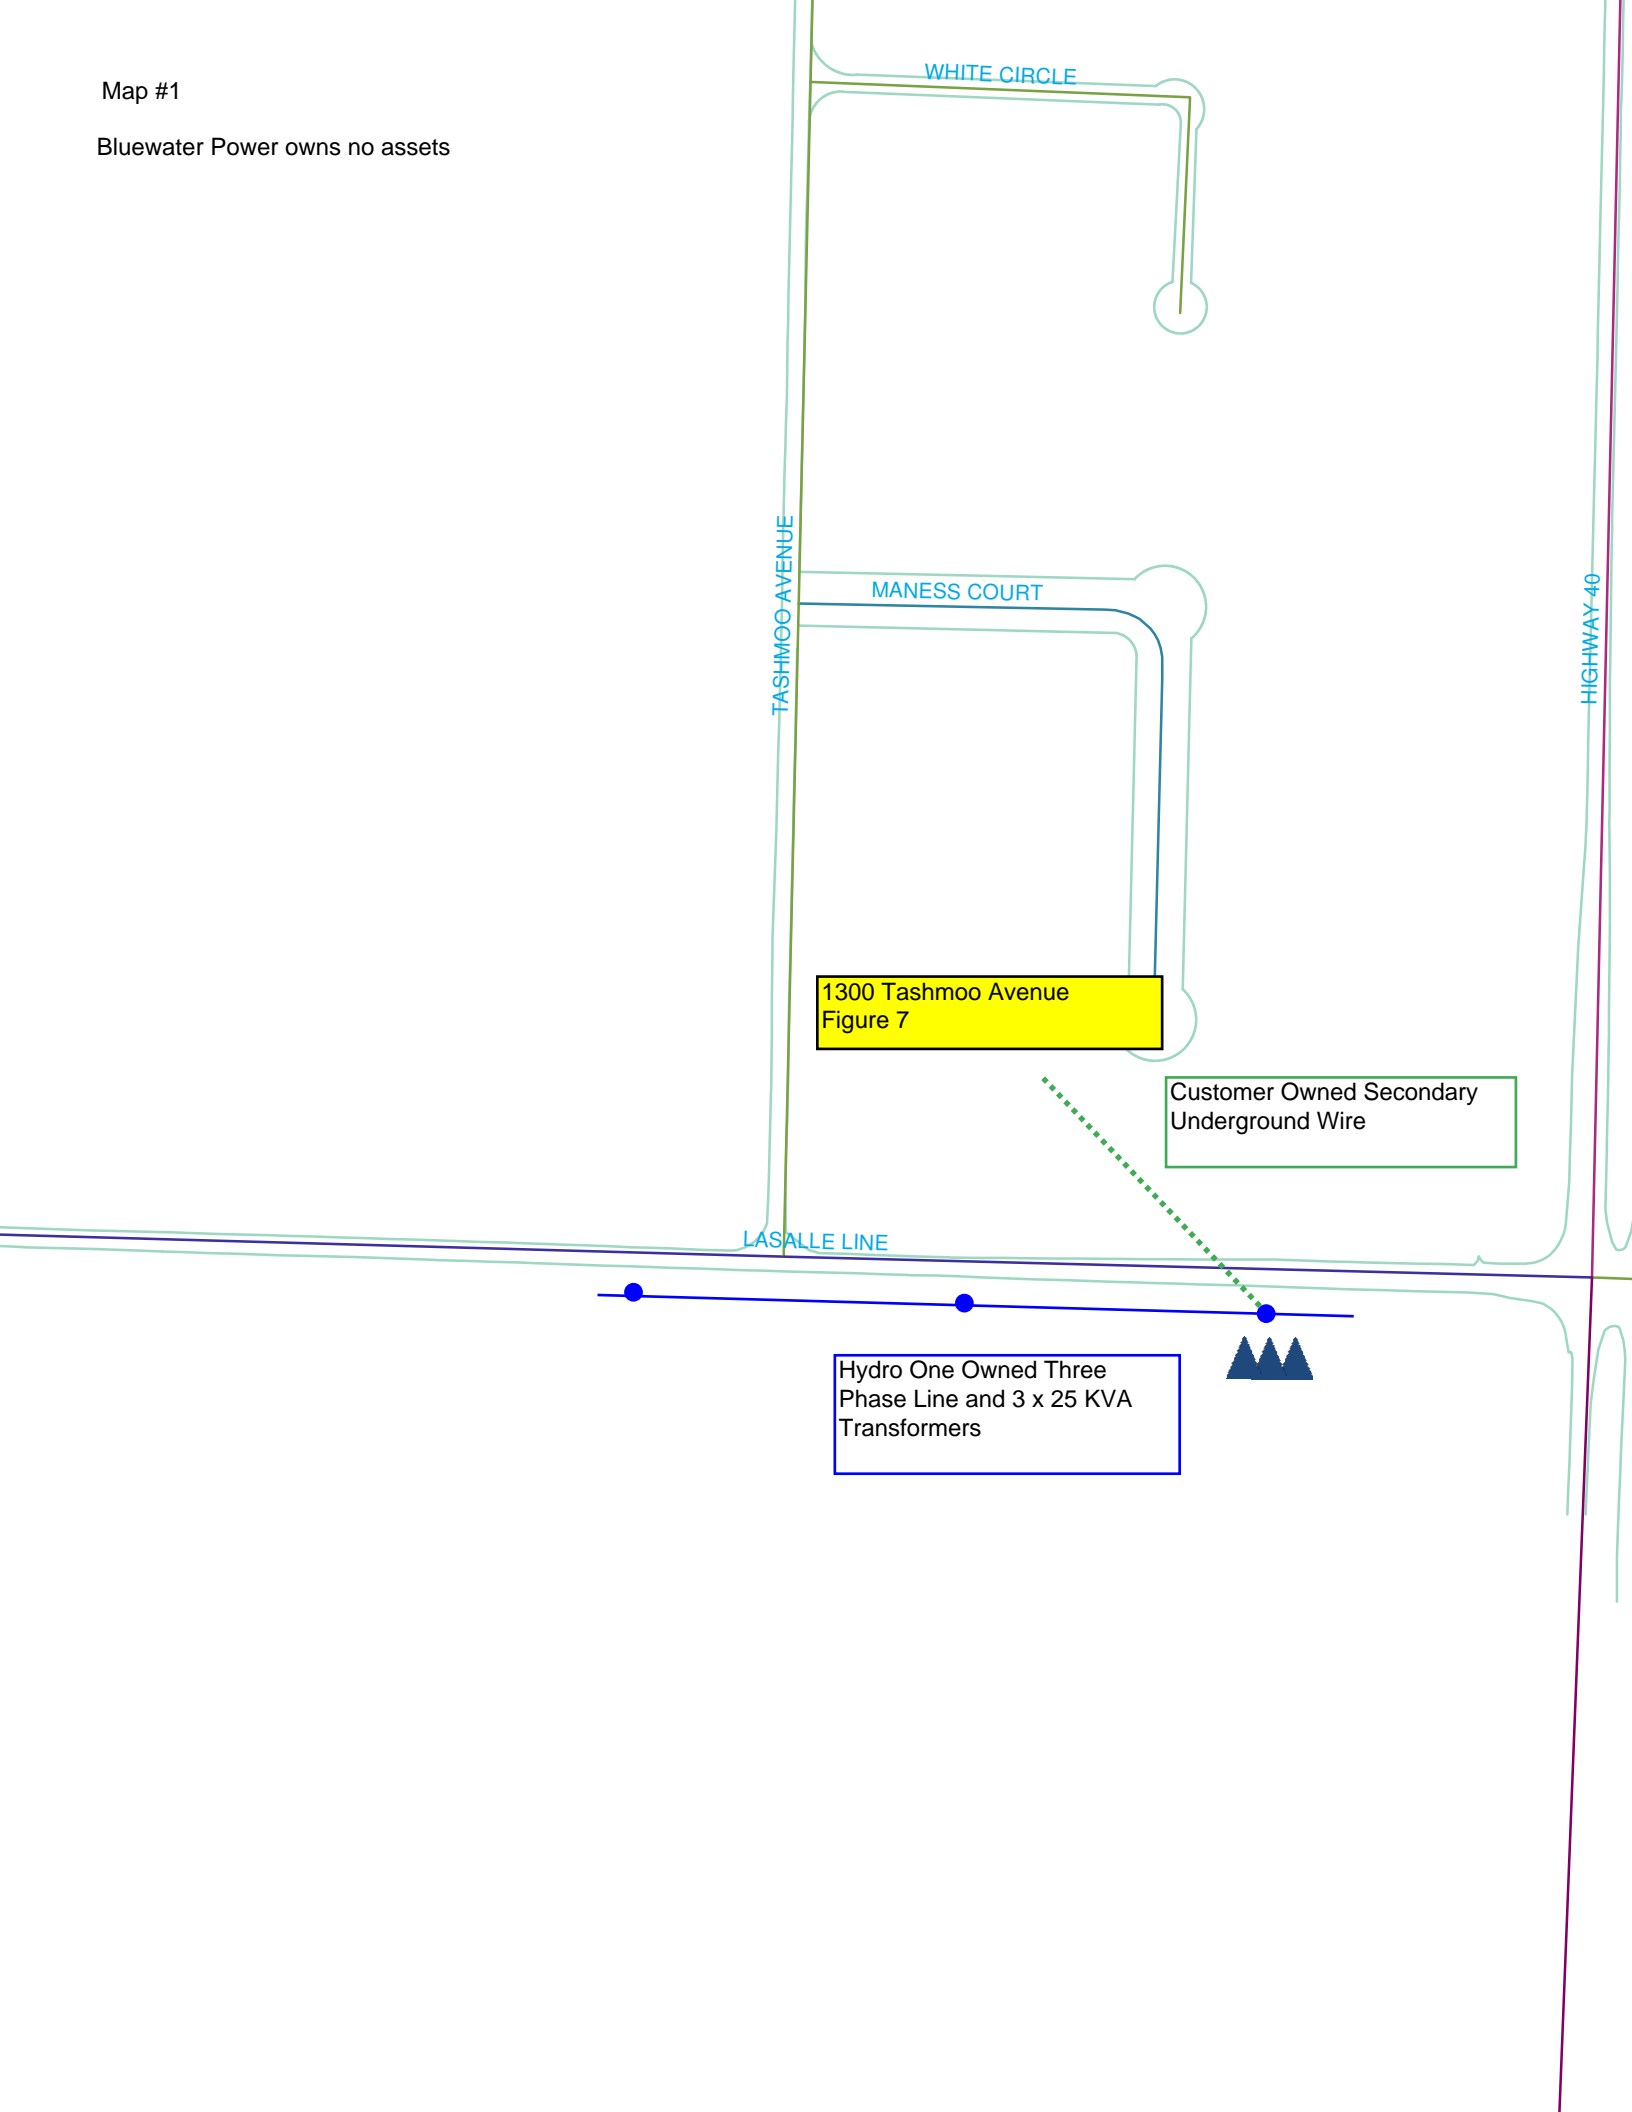 WHITE CIRCLE
Map #1
Bluewater Power owns no assets
TASHMOO AVENUE
MANESS COURT
HIGHWAY 40
1300 Tashmoo Avenue
Figure 7
Customer Owned Secondary
Underground Wire
LASALLE LINE
Hydro One Owned Three
Phase Line and 3 x 25 KVA
Transformers